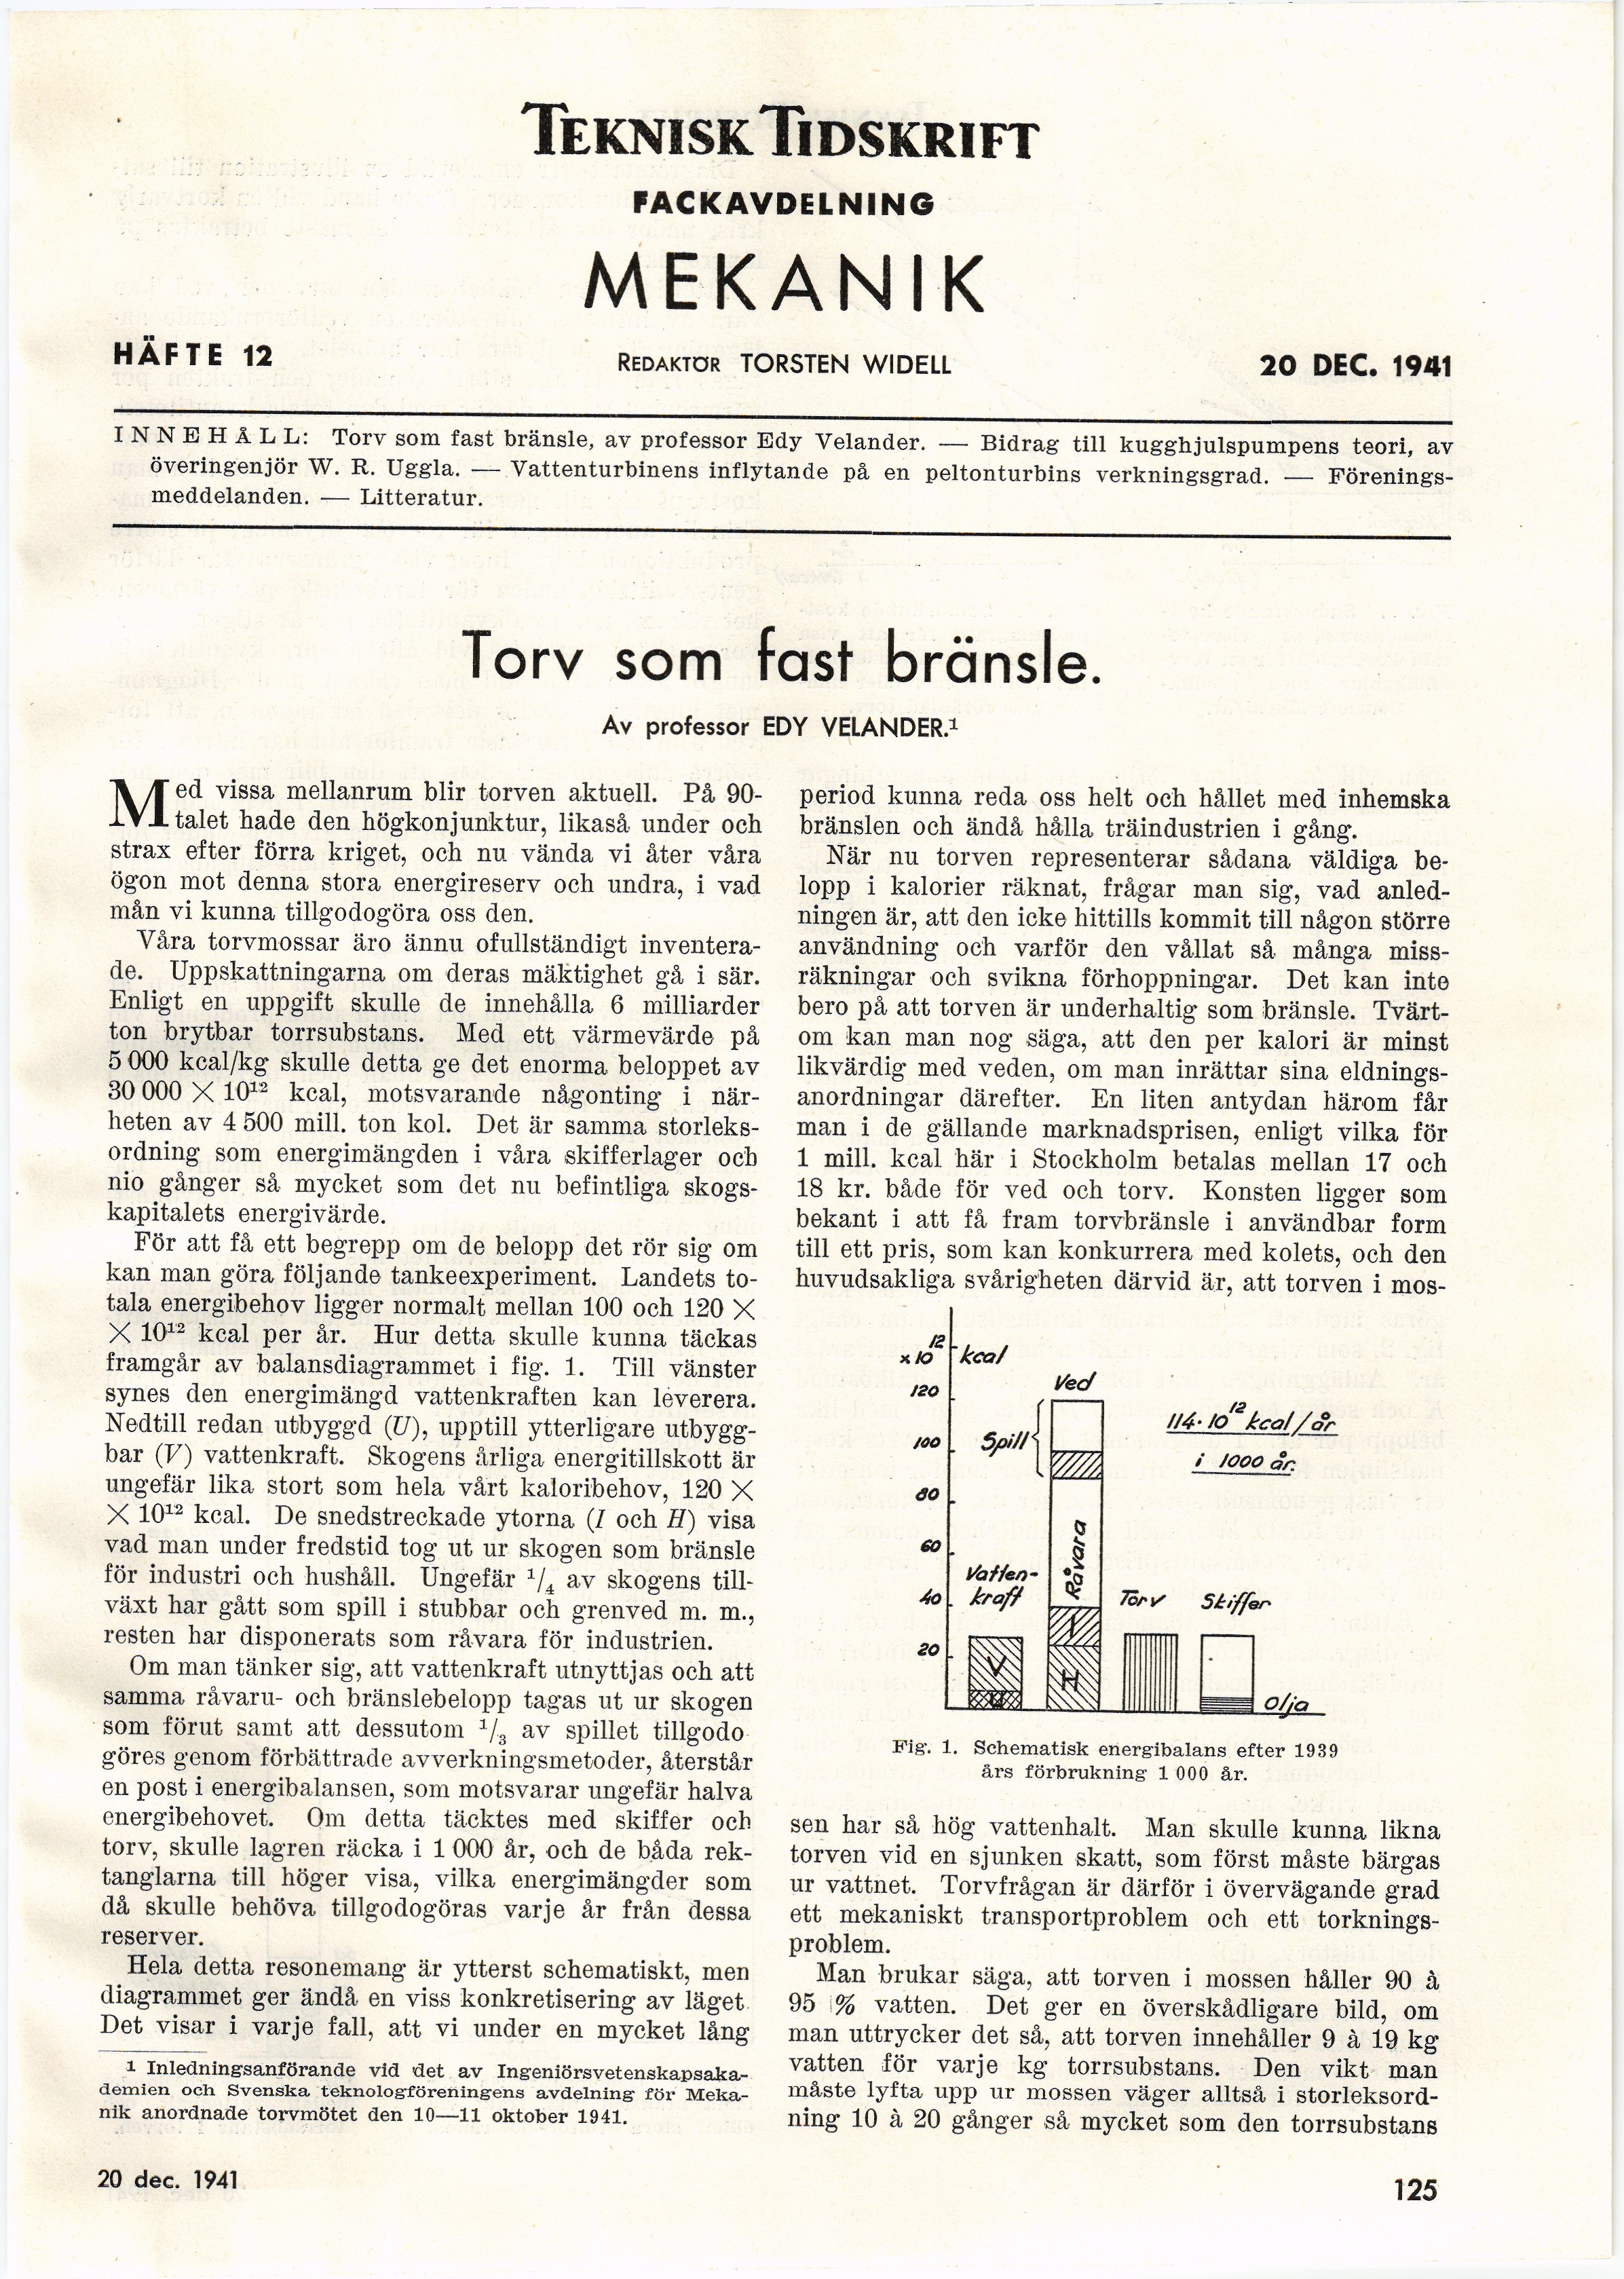 TEKNISK TIDSKRIFT
FACKAVDELNING
MEKANIK
HÄFTE 12
REDAKTÖR TORSTEN WIDELL
20 DEC. 1941
INNEHÅLL: Torv som fast bränsle, av professor Edy Velander. — Bidrag till kugghjulspumpens teori, av
överingenjör W. R. Uggla. — Vattenturbinens inflytande på en peltonturbins verkningsgrad. — Förenings-
meddelanden. — Litteratur.
Torv som fast bränsle.
Av professor EDY VELANDER.¹
Med vissa mellanrum blir torven aktuell. På 90-
talet hade den högkonjunktur, likaså under och
strax efter förra kriget, och nu vända vi åter våra
ögon mot denna stora energireserv och undra, i vad
mån vi kunna tillgodogöra oss den.
Våra torvmossar äro ännu ofullständigt inventera-
de. Uppskattningarna om deras mäktighet gå i sär.
Enligt en uppgift skulle de innehålla 6 milliarder
ton brytbar torrsubstans. Med ett värmevärde på
5 000 kcal/kg skulle detta ge det enorma beloppet av
30 000 × 10¹² kcal, motsvarande någonting i när-
heten av 4 500 mill. ton kol. Det är samma storleks-
ordning som energimängden i våra skifferlager och
nio gånger så mycket som det nu befintliga skogs-
kapitalets energivärde.
För att få ett begrepp om de belopp det rör sig om
kan man göra följande tankeexperiment. Landets to-
tala energibehov ligger normalt mellan 100 och 120 ×
× 10¹² kcal per år. Hur detta skulle kunna täckas
framgår av balansdiagrammet i fig. 1. Till vänster
synes den energimängd vattenkraften kan leverera.
Nedtill redan utbyggd (U), upptill ytterligare utbygg-
bar (V) vattenkraft. Skogens årliga energitillskott är
ungefär lika stort som hela vårt kaloribehov, 120 ×
× 10¹² kcal. De snedstreckade ytorna (I och H) visa
vad man under fredstid tog ut ur skogen som bränsle
för industri och hushåll. Ungefär ¹/₄ av skogens till-
växt har gått som spill i stubbar och grenved m. m.,
resten har disponerats som råvara för industrien.
Om man tänker sig, att vattenkraft utnyttjas och att
samma råvaru- och bränslebelopp tagas ut ur skogen
som förut samt att dessutom ¹/₃ av spillet tillgodo
göres genom förbättrade avverkningsmetoder, återstår
en post i energibalansen, som motsvarar ungefär halva
energibehovet. Om detta täcktes med skiffer och
torv, skulle lagren räcka i 1 000 år, och de båda rek-
tanglarna till höger visa, vilka energimängder som
då skulle behöva tillgodogöras varje år från dessa
reserver.
Hela detta resonemang är ytterst schematiskt, men
diagrammet ger ändå en viss konkretisering av läget.
Det visar i varje fall, att vi under en mycket lång
¹ Inledningsanförande vid det av Ingeniörsvetenskapsaka-
demien och Svenska teknologföreningens avdelning för Meka-
nik anordnade torvmötet den 10—11 oktober 1941.
period kunna reda oss helt och hållet med inhemska
bränslen och ändå hålla träindustrien i gång.
När nu torven representerar sådana väldiga be-
lopp i kalorier räknat, frågar man sig, vad anled-
ningen är, att den icke hittills kommit till någon större
användning och varför den vållat så många miss-
räkningar och svikna förhoppningar. Det kan inte
bero på att torven är underhaltig som bränsle. Tvärt-
om kan man nog säga, att den per kalori är minst
likvärdig med veden, om man inrättar sina eldnings-
anordningar därefter. En liten antydan härom får
man i de gällande marknadsprisen, enligt vilka för
1 mill. kcal här i Stockholm betalas mellan 17 och
18 kr. både för ved och torv. Konsten ligger som
bekant i att få fram torvbränsle i användbar form
till ett pris, som kan konkurrera med kolets, och den
huvudsakliga svårigheten därvid är, att torven i mos-
×10¹² kcal
120
100
80
60
40
20
Ved
Spill
114·10¹² kcal/år
i 1000 år.
Råvara
Vatten-
kraft
Torv
Skiffer
I
V
H
U
Olja
Fig. 1. Schematisk energibalans efter 1939
års förbrukning 1 000 år.
sen har så hög vattenhalt. Man skulle kunna likna
torven vid en sjunken skatt, som först måste bärgas
ur vattnet. Torvfrågan är därför i övervägande grad
ett mekaniskt transportproblem och ett torknings-
problem.
Man brukar säga, att torven i mossen håller 90 à
95 % vatten. Det ger en överskådligare bild, om
man uttrycker det så, att torven innehåller 9 à 19 kg
vatten för varje kg torrsubstans. Den vikt man
måste lyfta upp ur mossen väger alltså i storleksord-
ning 10 à 20 gånger så mycket som den torrsubstans
20 dec. 1941
125